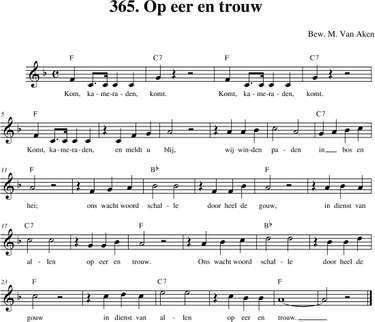 365. Op eer en trouw
Bew. M. Van Aken
F C7 F C7
Kom, ka-me-ra-den, komt. Kom, ka-me-ra-den, komt.
5
F C7
Komt, ka-me-ra-den, en meldt u blij, wij win-den pa- den in bos en
11
F Bb F
hei; ons wacht woord schal- le door heel de gouw, in dienst van
17
C7 F Bb
al- len op eer en trouw. Ons wacht woord schal- le door heel de
23
F C7 F
gouw in dienst van al- len op eer en trouw.